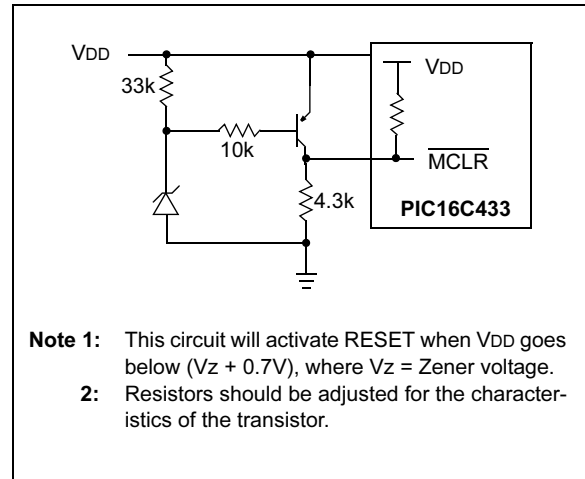 VDD
VDD
33k
10k
MCLR
4.3k
PIC16C433
Note 1: This circuit will activate RESET when VDD goes
below (Vz + 0.7V), where Vz = Zener voltage.
2: Resistors should be adjusted for the character-
istics of the transistor.